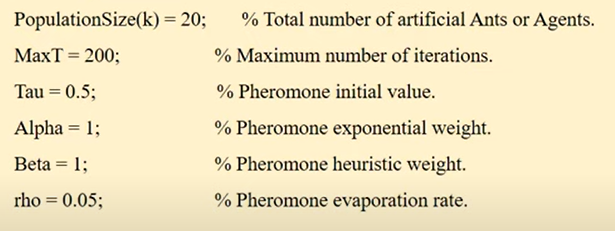 PopulationSize(k) = 20; % Total number of artificial Ants or Agents.
MaxT = 200; % Maximum number of iterations.
Tau = 0.5; % Pheromone initial value.
Alpha = 1; % Pheromone exponential weight.
Beta = 1; % Pheromone heuristic weight.
rho = 0.05; % Pheromone evaporation rate.